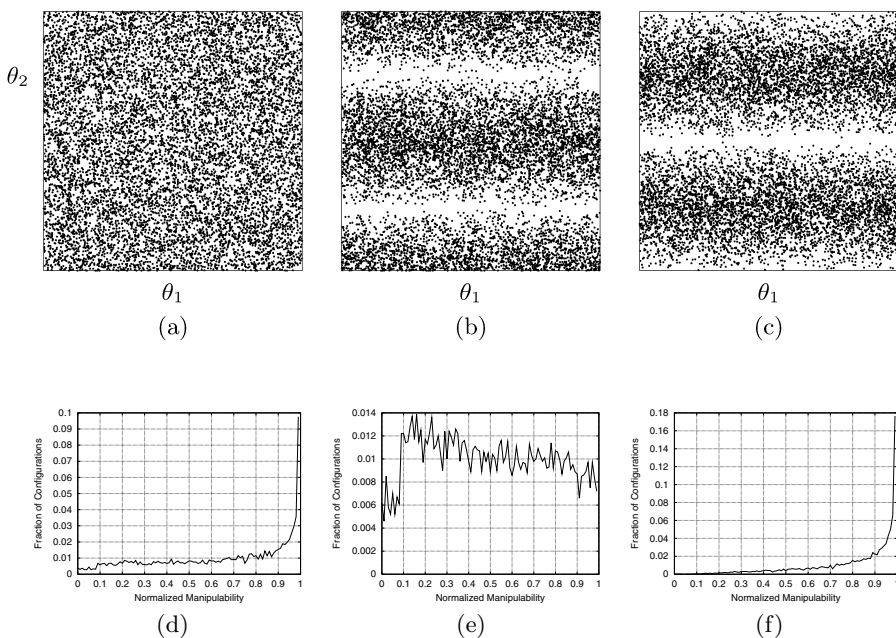 θ2
θ1 θ1 θ1
(a) (b) (c)
0.1
0.09
0.08
0.07
0.06
0.05
0.04
0.03
0.02
0.01
0
Fraction of Configurations
0 0.1 0.2 0.3 0.4 0.5 0.6 0.7 0.8 0.9 1
Normalized Manipulability
(d)
0.014
0.012
0.01
0.008
0.006
0.004
0.002
0
Fraction of Configurations
0 0.1 0.2 0.3 0.4 0.5 0.6 0.7 0.8 0.9 1
Normalized Manipulability
(e)
0.18
0.16
0.14
0.12
0.1
0.08
0.06
0.04
0.02
0
Fraction of Configurations
0 0.1 0.2 0.3 0.4 0.5 0.6 0.7 0.8 0.9 1
Normalized Manipulability
(f)